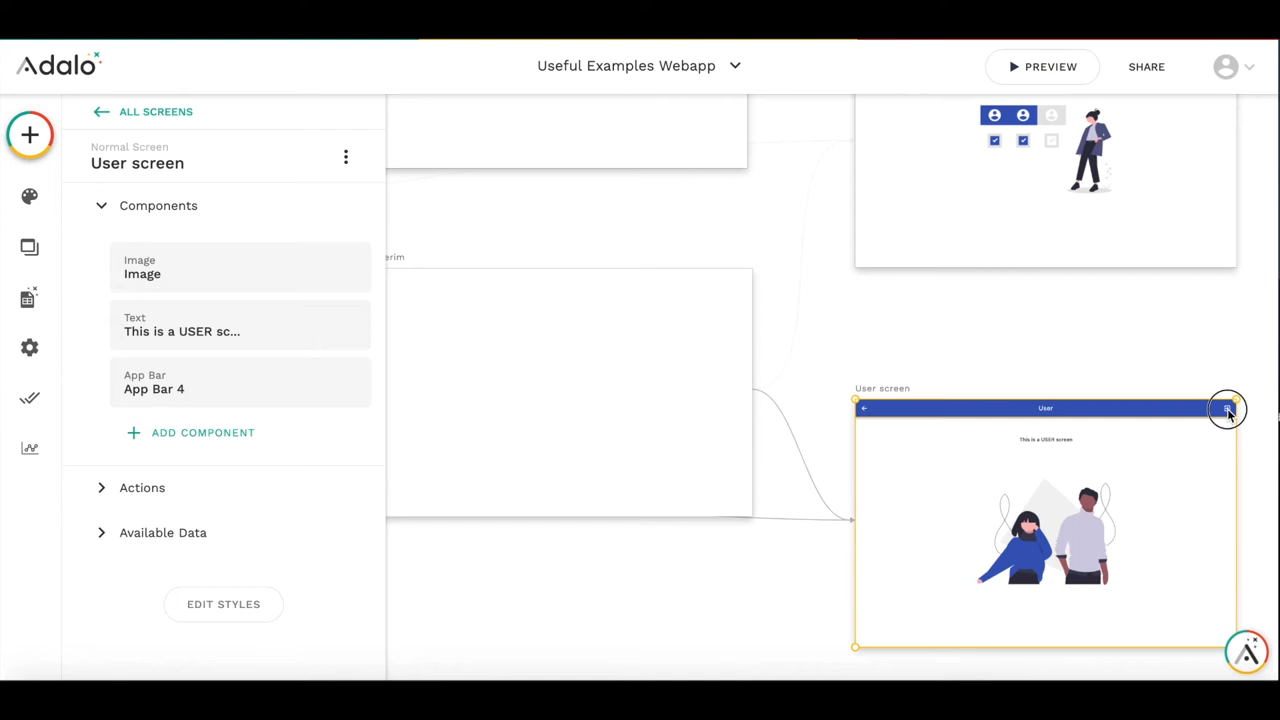 Adalo
Useful Examples Webapp
PREVIEW
SHARE
ALL SCREENS
Normal Screen
User screen
Components
Image
Image
Text
This is a USER sc...
App Bar
App Bar 4
ADD COMPONENT
Actions
Available Data
EDIT STYLES
erim
User screen
User
This is a USER screen